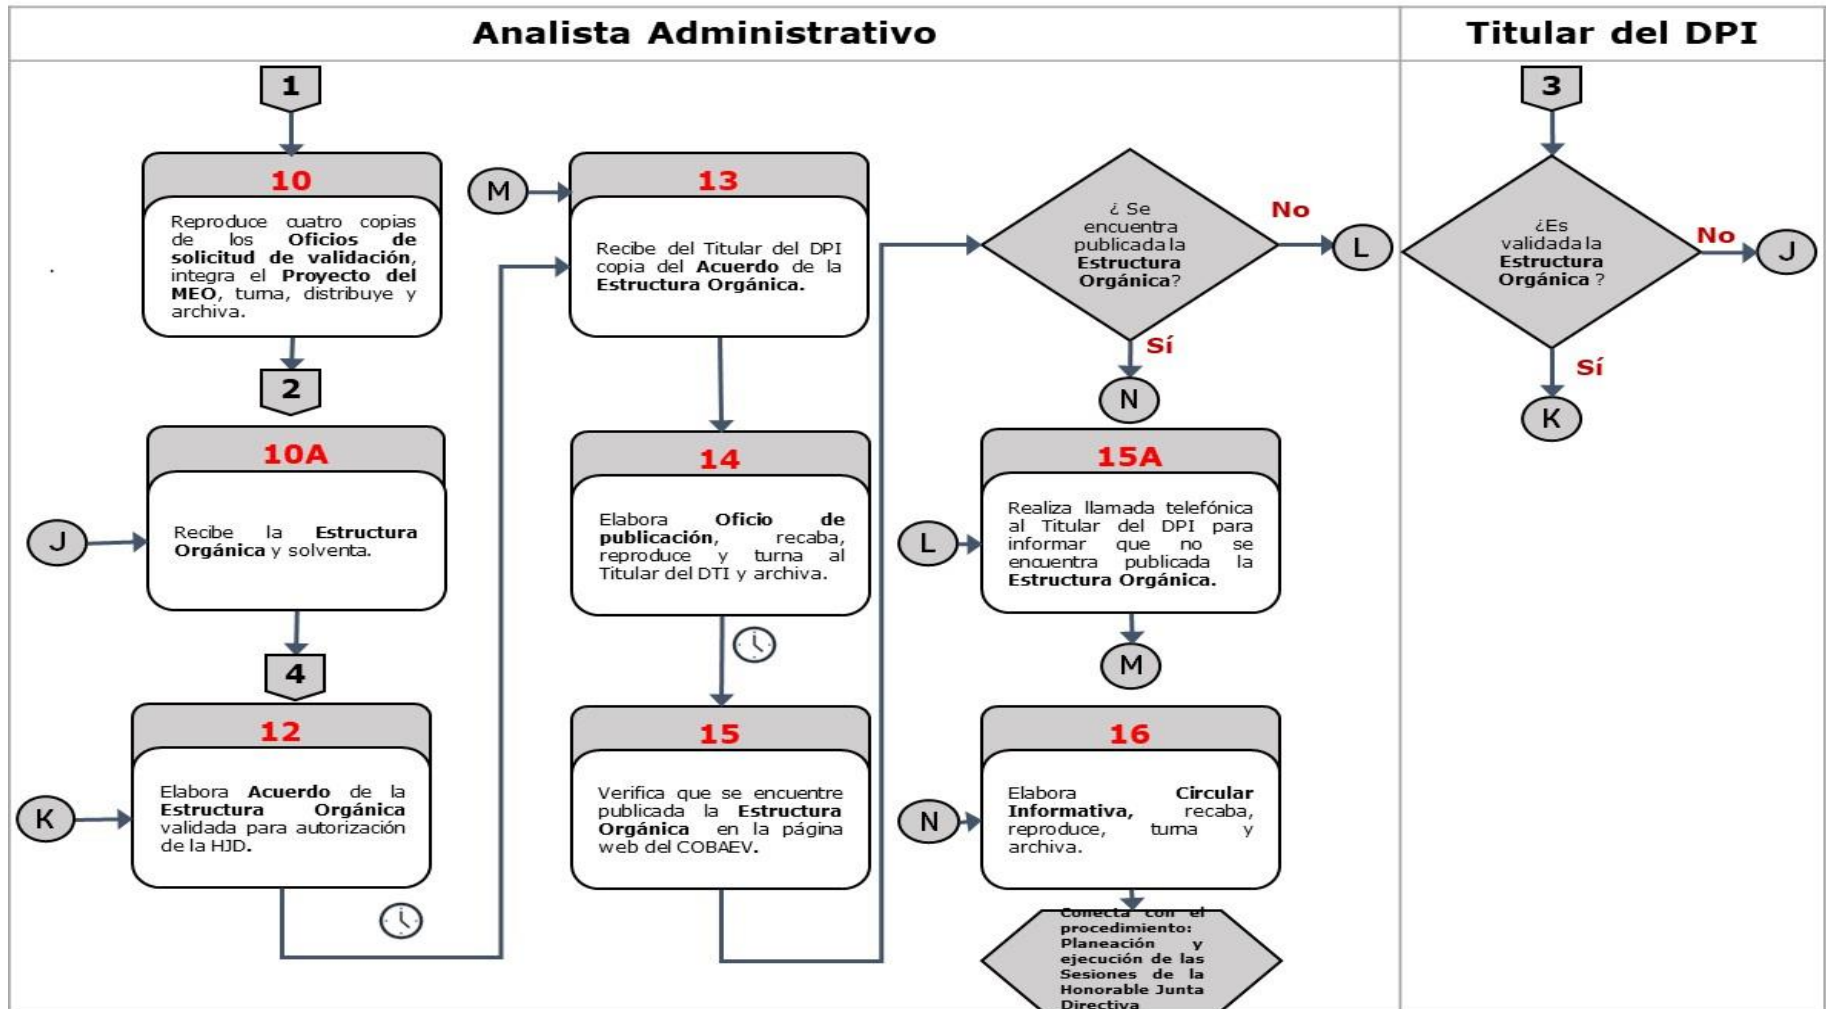 Analista Administrativo
Titular del DPI
1
10
Reproduce cuatro copias
de los Oficios de
solicitud de validación,
integra el Proyecto del
MEO, turna, distribuye y
archiva.
2
10A
J
Recibe la Estructura
Orgánica y solventa.
4
12
K
Elabora Acuerdo de la
Estructura Orgánica
validada para autorización
de la HJD.
M
13
Recibe del Titular del DPI
copia del Acuerdo de la
Estructura Orgánica.
14
Elabora Oficio de
publicación, recaba,
reproduce y turna al
Titular del DTI y archiva.
15
Verifica que se encuentre
publicada la Estructura
Orgánica en la página
web del COBAEV.
¿ Se
encuentra
publicada la
Estructura
Orgánica?
No
L
Sí
N
15A
L
Realiza llamada telefónica
al Titular del DPI para
informar que no se
encuentra publicada la
Estructura Orgánica.
M
16
N
Elabora Circular
Informativa, recaba,
reproduce, turna y
archiva.
Conecta con el
procedimiento:
Planeación y
ejecución de las
Sesiones de la
Honorable Junta
Directiva
3
¿Es
validada la
Estructura
Orgánica ?
No
J
Sí
K